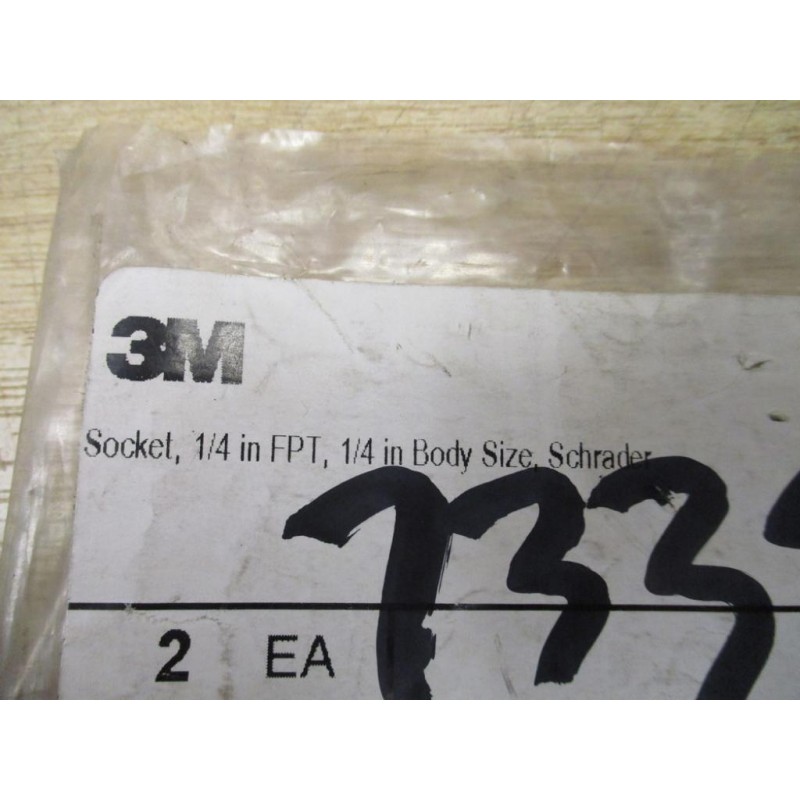 3M
Socket, 1/4 in FPT, 1/4 in Body Size, Schrader
733
2 EA